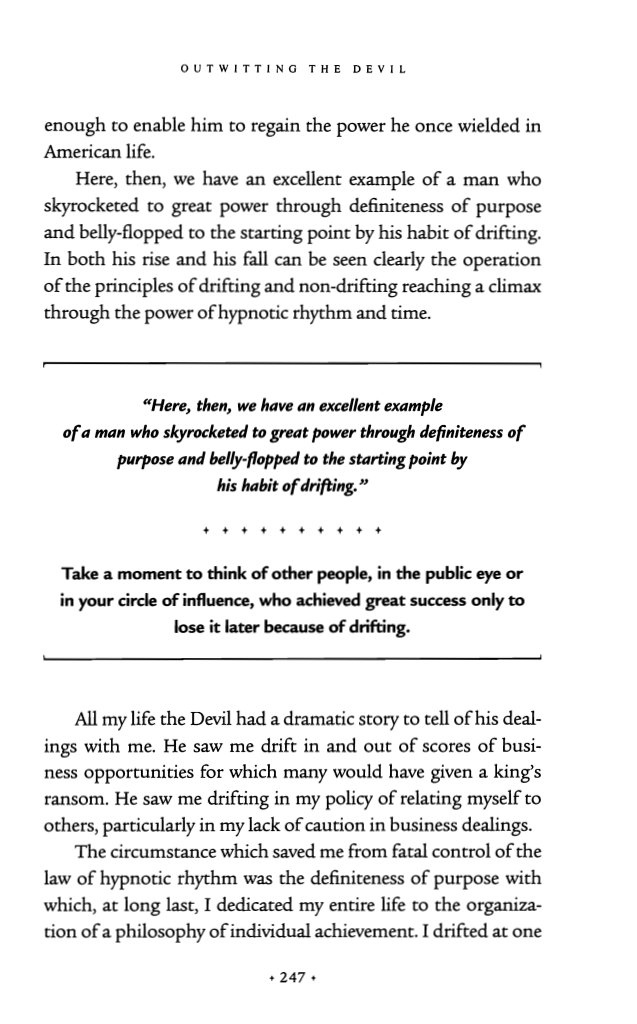 OUTWITTING THE DEVIL
enough to enable him to regain the power he once wielded in
American life.
Here, then, we have an excellent example of a man who
skyrocketed to great power through definiteness of purpose
and belly-flopped to the starting point by his habit of drifting.
In both his rise and his fall can be seen clearly the operation
of the principles of drifting and non-drifting reaching a climax
through the power of hypnotic rhythm and time.
“Here, then, we have an excellent example
of a man who skyrocketed to great power through definiteness of
purpose and belly-flopped to the starting point by
his habit of drifting.”
+ + + + + + + + + +
Take a moment to think of other people, in the public eye or
in your circle of influence, who achieved great success only to
lose it later because of drifting.
All my life the Devil had a dramatic story to tell of his deal-
ings with me. He saw me drift in and out of scores of busi-
ness opportunities for which many would have given a king’s
ransom. He saw me drifting in my policy of relating myself to
others, particularly in my lack of caution in business dealings.
The circumstance which saved me from fatal control of the
law of hypnotic rhythm was the definiteness of purpose with
which, at long last, I dedicated my entire life to the organiza-
tion of a philosophy of individual achievement. I drifted at one
+ 247 +